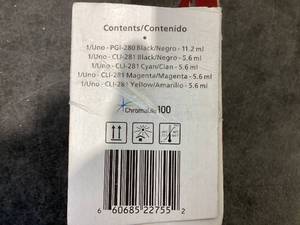 Contents/Contenido
1/Uno - PGI-280 Black/Negro - 11.2 ml
1/Uno - CLI-281 Black/Negro - 5.6 ml
1/Uno - CLI-281 Cyan/Cian - 5.6 ml
1/Uno - CLI-281 Magenta/Magenta - 5.6 ml
1/Uno - CLI-281 Yellow/Amarillo - 5.6 ml
ChromaLife 100
6 60685 22755 2